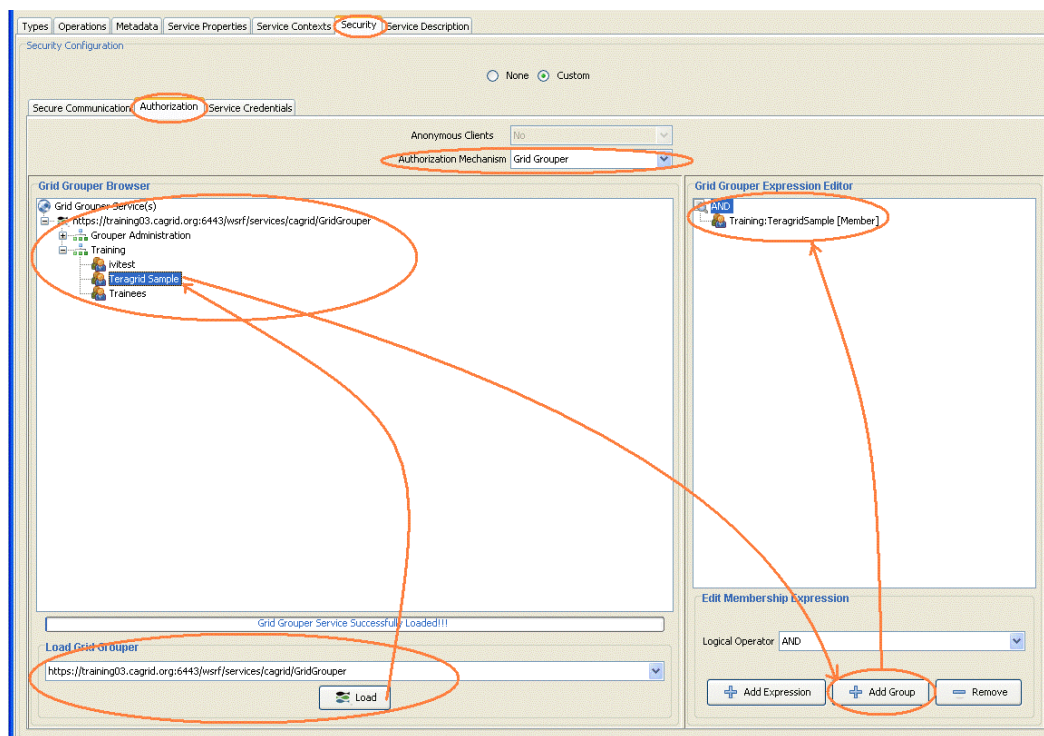 Types Operations Metadata Service Properties Service Contexts Security Service Description
Security Configuration
None Custom
Secure Communication Authorization Service Credentials
Anonymous Clients No
Authorization Mechanism Grid Grouper
Grid Grouper Browser
Grid Grouper Service(s)
https://training03.cagrid.org:6443/wsrf/services/cagrid/GridGrouper
Grouper Administration
Training
ivitest
Teragrid Sample
Trainees
Grid Grouper Service Successfully Loaded!!!
Load Grid Grouper
https://training03.cagrid.org:6443/wsrf/services/cagrid/GridGrouper
Load
Grid Grouper Expression Editor
AND
Training:TeragridSample [Member]
Edit Membership Expression
Logical Operator AND
Add Expression Add Group Remove